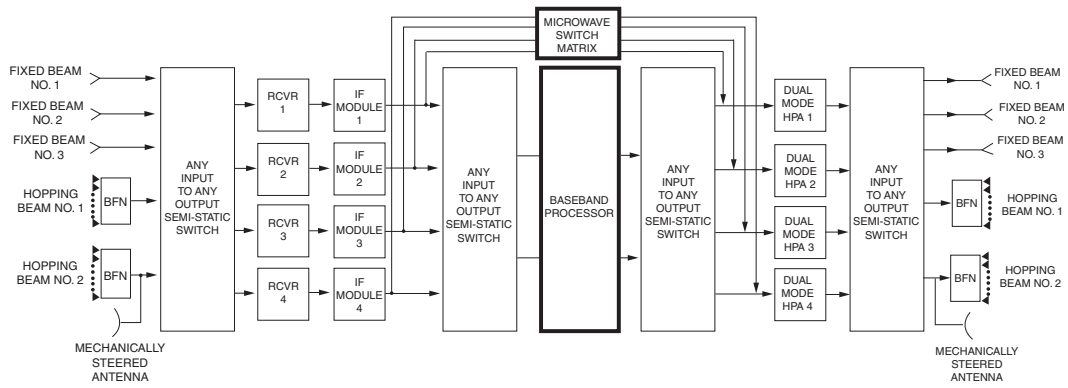 MICROWAVE
SWITCH
MATRIX
FIXED BEAM
NO. 1
FIXED BEAM
NO. 2
FIXED BEAM
NO. 3
HOPPING
BEAM NO. 1
BFN
HOPPING
BEAM NO. 2
BFN
MECHANICALLY
STEERED
ANTENNA
ANY
INPUT
TO ANY
OUTPUT
SEMI-STATIC
SWITCH
RCVR
1
RCVR
2
RCVR
3
RCVR
4
IF
MODULE
1
IF
MODULE
2
IF
MODULE
3
IF
MODULE
4
ANY
INPUT
TO ANY
OUTPUT
SEMI-STATIC
SWITCH
BASEBAND
PROCESSOR
ANY
INPUT
TO ANY
OUTPUT
SEMI-STATIC
SWITCH
DUAL
MODE
HPA 1
DUAL
MODE
HPA 2
DUAL
MODE
HPA 3
DUAL
MODE
HPA 4
ANY
INPUT
TO ANY
OUTPUT
SEMI-STATIC
SWITCH
FIXED BEAM
NO. 1
FIXED BEAM
NO. 2
FIXED BEAM
NO. 3
BFN
HOPPING
BEAM NO. 1
BFN
HOPPING
BEAM NO. 2
MECHANICALLY
STEERED
ANTENNA